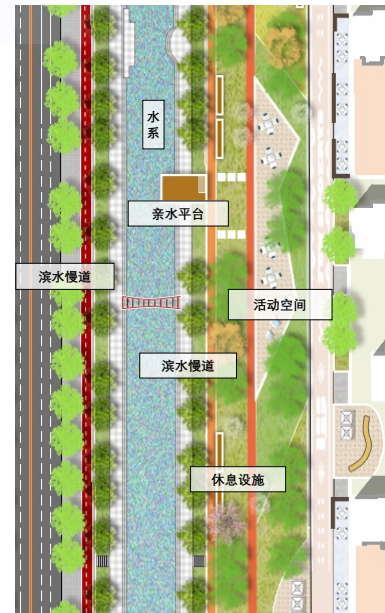 水系
亲水平台
滨水慢道
活动空间
滨水慢道
休息设施